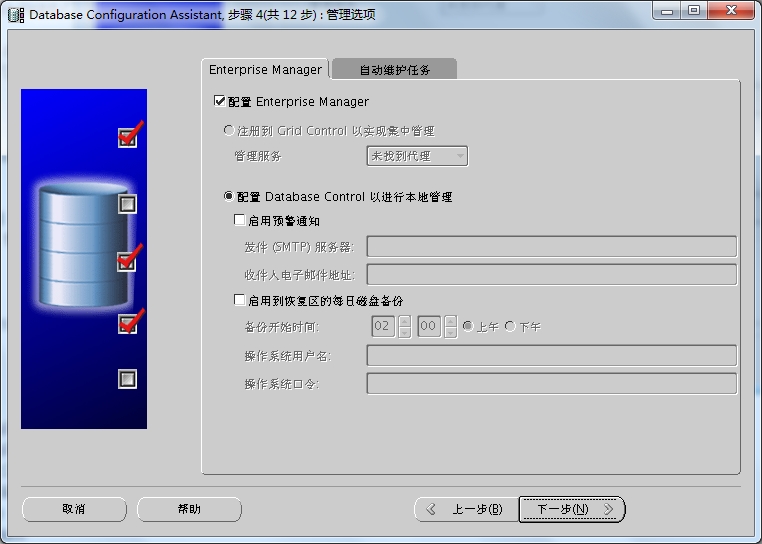 Database Configuration Assistant, 步骤 4(共 12 步) : 管理选项
Enterprise Manager 自动维护任务
配置 Enterprise Manager
注册到 Grid Control 以实现集中管理
管理服务 未找到代理
配置 Database Control 以进行本地管理
启用预警通知
发件 (SMTP) 服务器:
收件人电子邮件地址:
启用到恢复区的每日磁盘备份
备份开始时间: 02 00 上午 下午
操作系统用户名:
操作系统口令:
取消 帮助 上一步(B) 下一步(N)